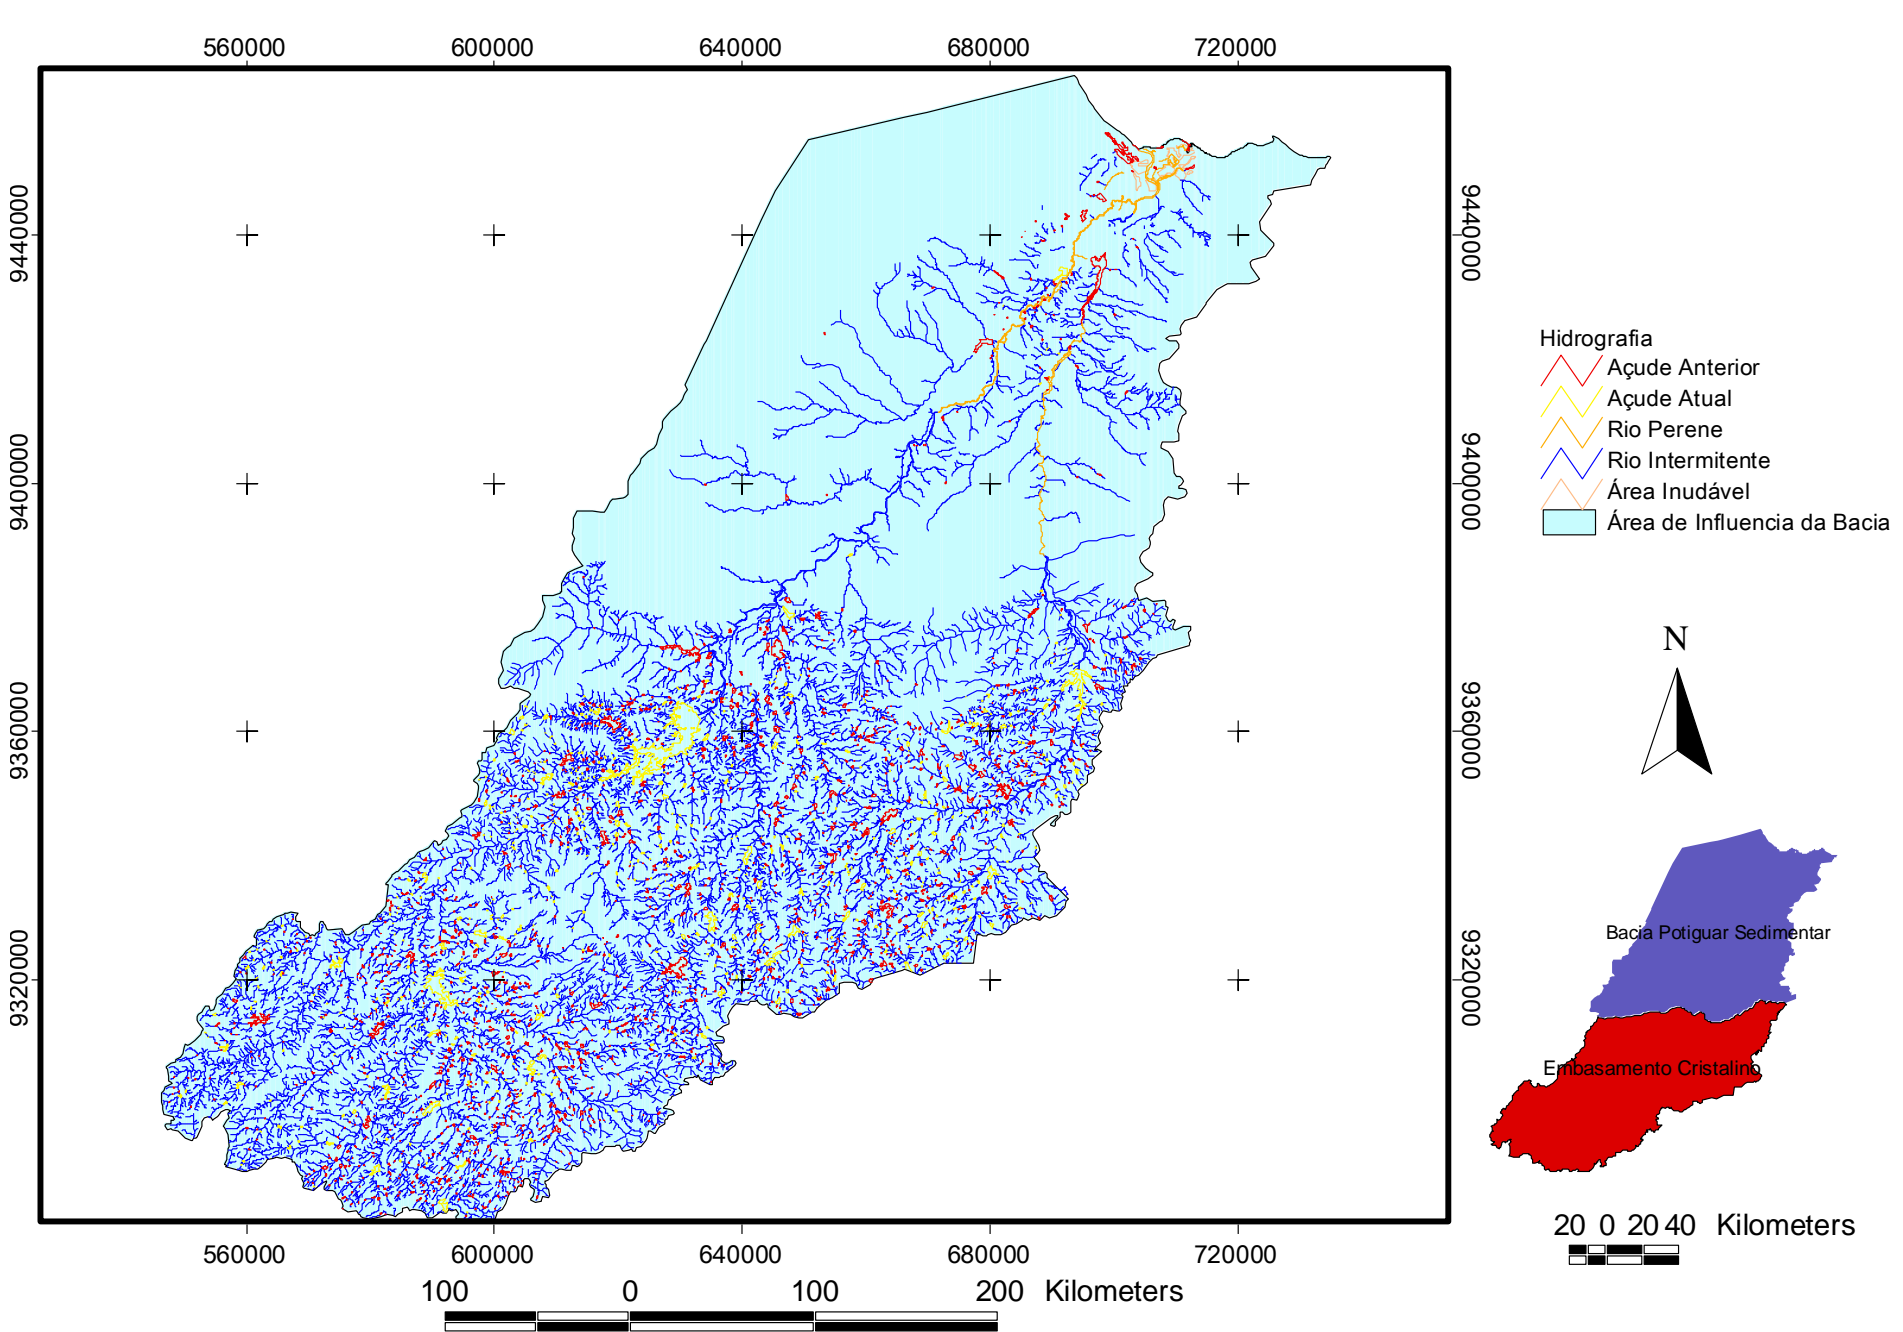 560000 600000 640000 680000 720000
9440000 9440000
9400000 9400000
9360000 9360000
9320000 9320000
560000 600000 640000 680000 720000
100 0 100 200 Kilometers
Hidrografia
Açude Anterior
Açude Atual
Rio Perene
Rio Intermitente
Área Inudável
Área de Influencia da Bacia
N
Bacia Potiguar Sedimentar
Embasamento Cristalino
20 0 20 40 Kilometers